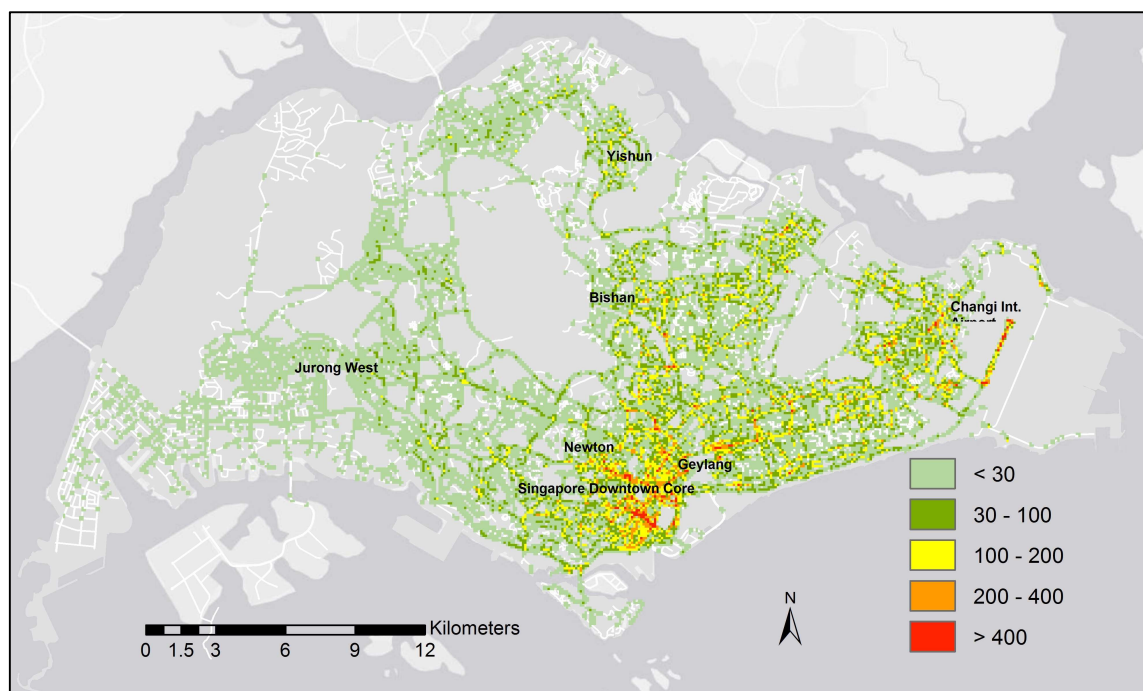 Yishun
Bishan
Changi Int.
Airport
Jurong West
Newton
Geylang
Singapore Downtown Core
< 30
30 - 100
100 - 200
200 - 400
> 400
N
Kilometers
0 1.5 3 6 9 12